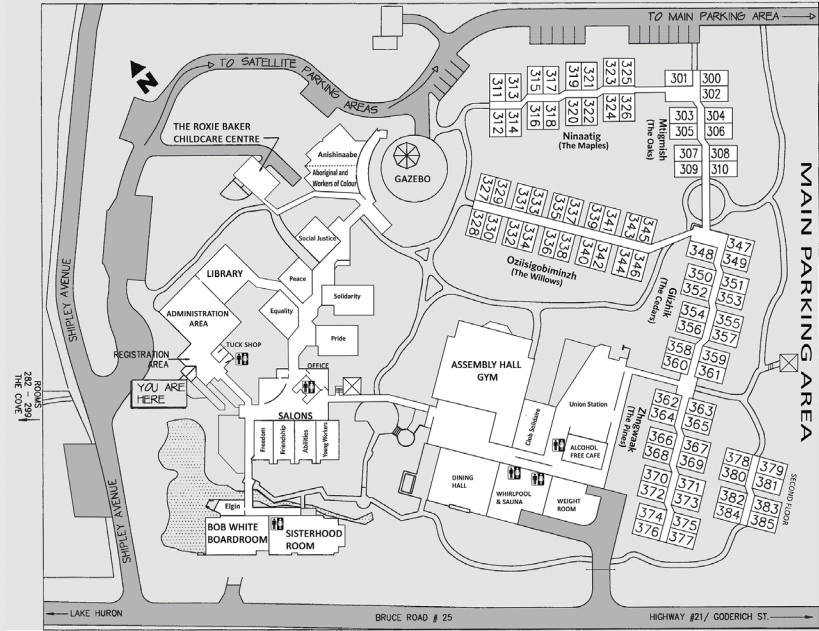 TO MAIN PARKING AREA
TO SATELLITE
PARKING AREAS
N
THE ROXIE BAKER
CHILDCARE CENTRE
Anishinaabe
Aboriginal and
Workers of Colour
GAZEBO
311 313 315 317 319 321 323 325
312 314 316 318 320 322 324 326
Ninaatig
(The Maples)
301 300
302
303 304
305 306
307 308
309 310
Mtigmish
(The Oaks)
MAIN PARKING AREA
327 329 331 333 335 337 339 341 343 345
328 330 332 334 336 338 340 342 344 346
Oziisigobiminzh
(The Willows)
347
348 349
350 351
352 353
354 355
356 357
358 359
360 361
Giizhik
(The Cedars)
SHIPLEY AVENUE
Social Justice
LIBRARY
Peace
Solidarity
ADMINISTRATION
AREA
Equality
Pride
TUCK SHOP
REGISTRATION
AREA
OFFICE
YOU ARE
HERE
ROOMS
282 - 299
THE COVE
SALONS
Freedom
Friendship
Abilities
Young Workers
ASSEMBLY HALL
GYM
Union Station
Club Solidaire
ALCOHOL
FREE CAFE
362 363
364 365
366 367
368 369
370 371
372 373
374 375
376 377
Zhngwaak
(The Pines)
378 379
380 381
382 383
384 385
SECOND FLOOR
DINING
HALL
WHIRLPOOL
& SAUNA
WEIGHT
ROOM
Elgin
BOB WHITE
BOARDROOM
SISTERHOOD
ROOM
SHIPLEY AVENUE
LAKE HURON
BRUCE ROAD # 25
HIGHWAY #21/ GODERICH ST.